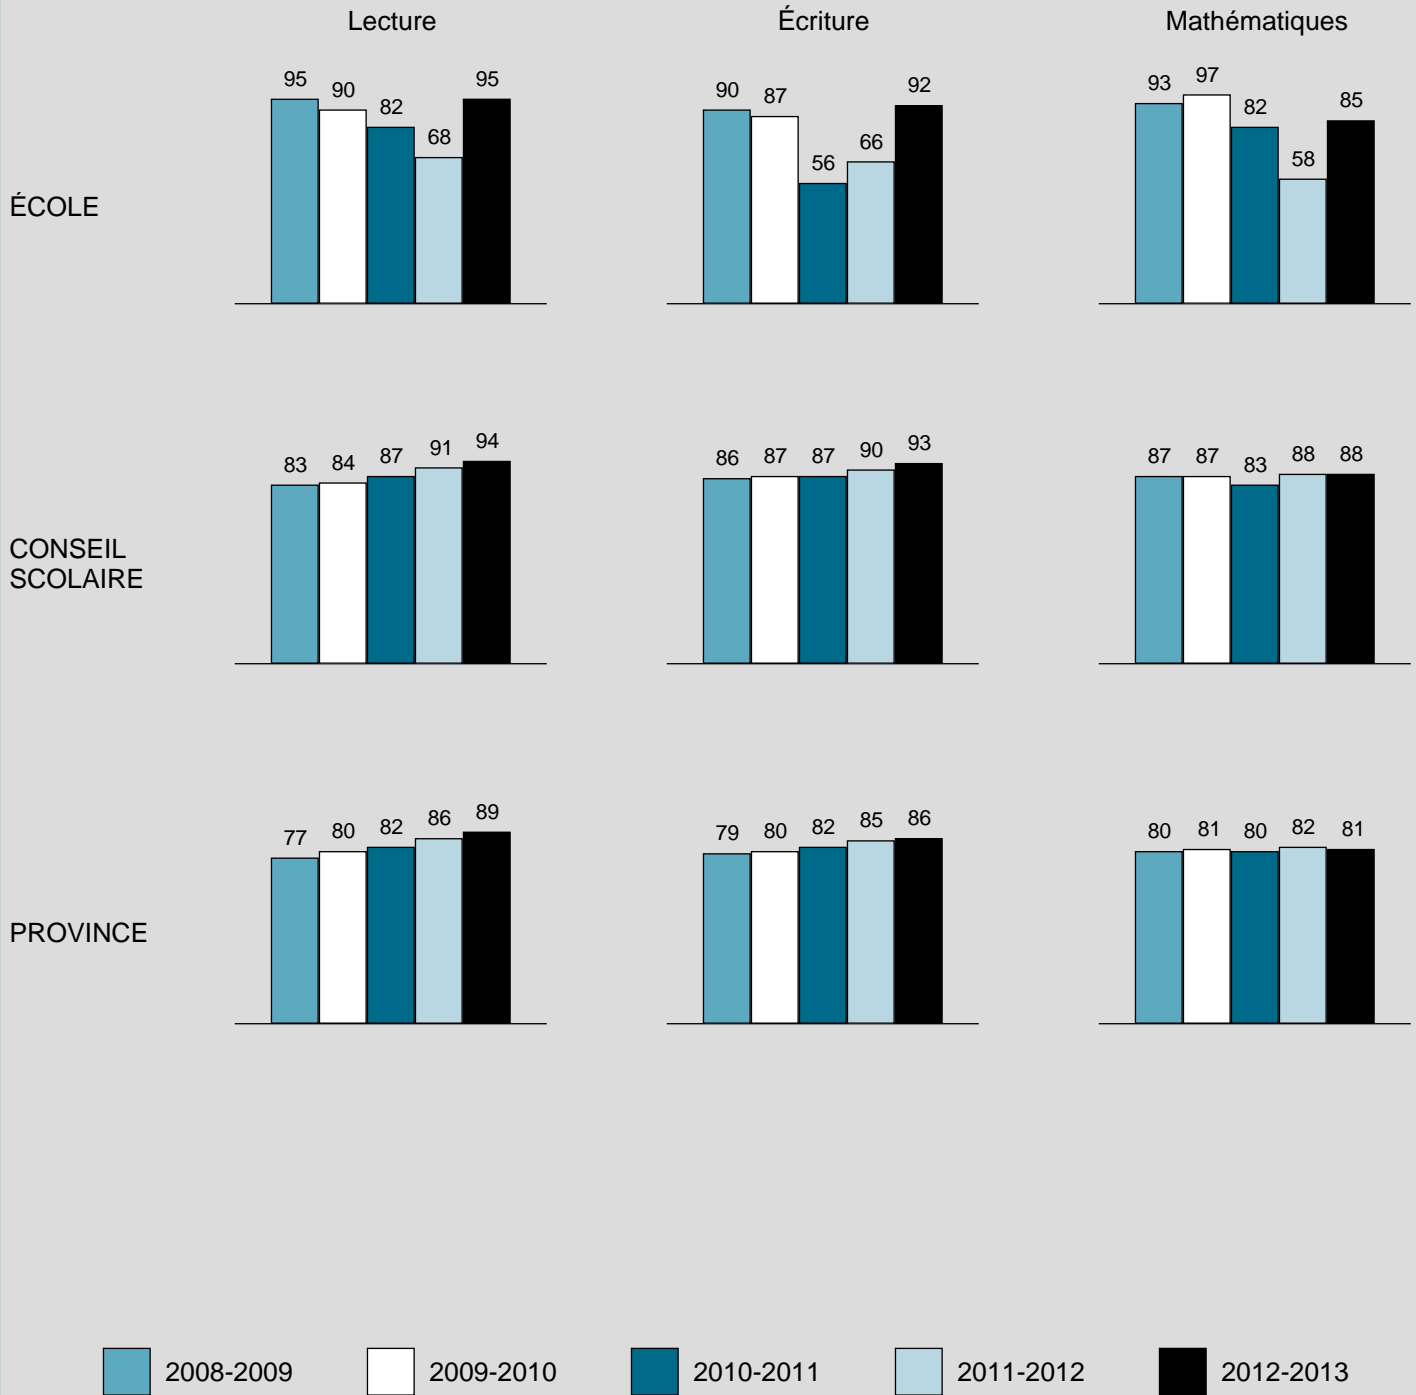 Lecture Écriture Mathématiques
ÉCOLE
95 90 82 68 95
90 87 56 66 92
93 97 82 58 85
CONSEIL
SCOLAIRE
83 84 87 91 94
86 87 87 90 93
87 87 83 88 88
PROVINCE
77 80 82 86 89
79 80 82 85 86
80 81 80 82 81
2008-2009 2009-2010 2010-2011 2011-2012 2012-2013